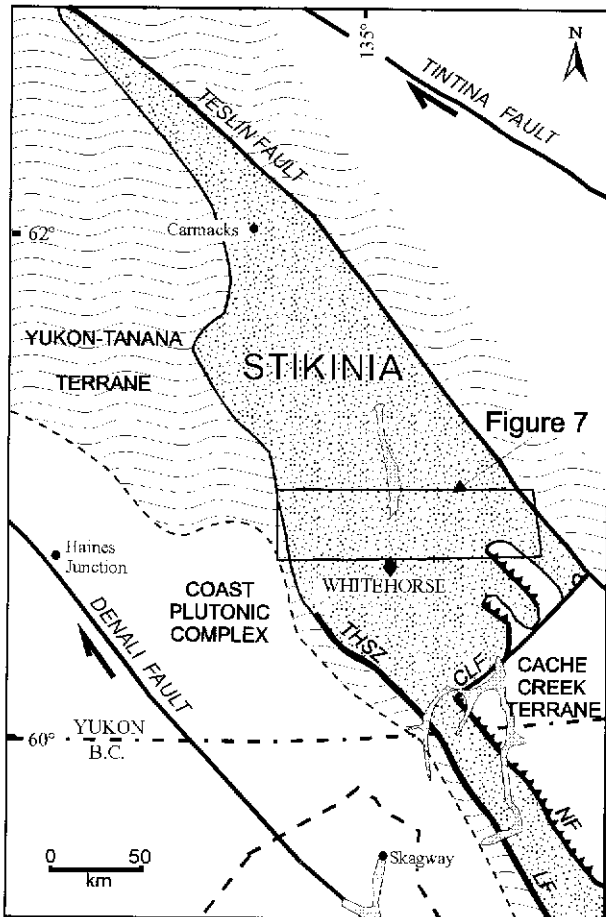 135°
N
TINTINA FAULT
TESLIN FAULT
Carmacks
62°
YUKON-TANANA
TERRANE
STIKINIA
Figure 7
Haines
Junction
COAST
PLUTONIC
COMPLEX
WHITEHORSE
DENALI FAULT
THSZ
CLF
CACHE
CREEK
TERRANE
60°
YUKON
B.C.
NF
LF
0 50
km
Skagway